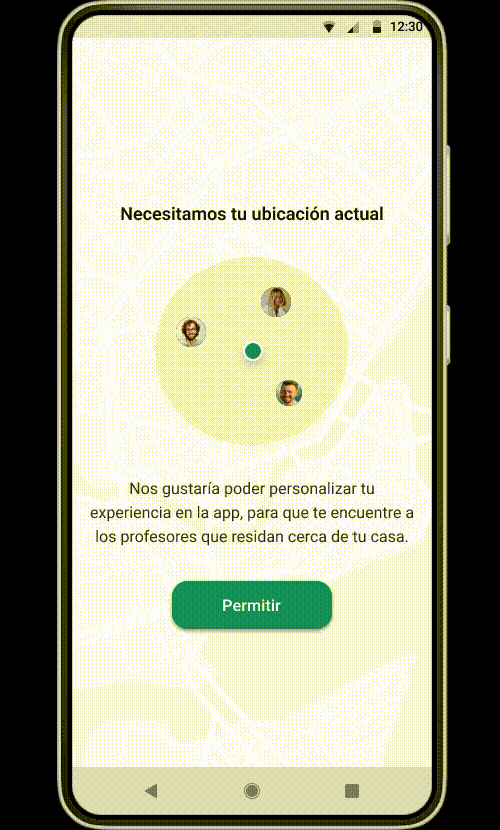 12:30
Necesitamos tu ubicación actual
Nos gustaría poder personalizar tu
experiencia en la app, para que te encuentre a
los profesores que residan cerca de tu casa.
Permitir